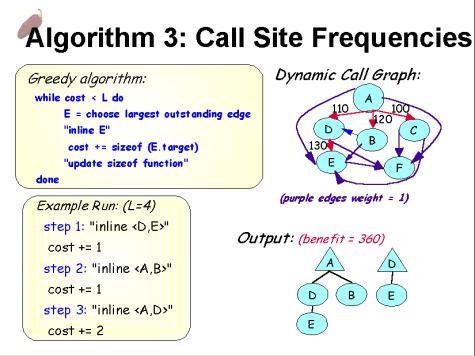 Algorithm 3: Call Site Frequencies
Greedy algorithm:
while cost < L do
E = choose largest outstanding edge
"inline E"
cost += sizeof (E.target)
"update sizeof function"
done
Dynamic Call Graph:
A
110
120
100
D
B
C
130
E
F
(purple edges weight = 1)
Example Run: (L=4)
step 1: "inline <D,E>"
cost += 1
step 2: "inline <A,B>"
cost += 1
step 3: "inline <A,D>"
cost += 2
Output: (benefit = 360)
A
D
D
B
E
E